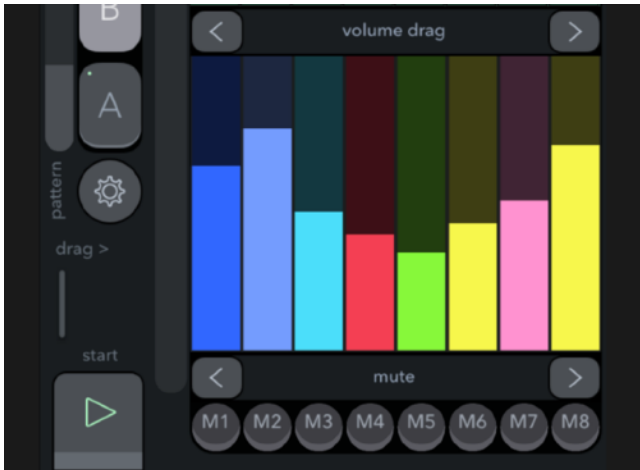 B
volume drag
A
pattern
drag >
start
mute
M1 M2 M3 M4 M5 M6 M7 M8